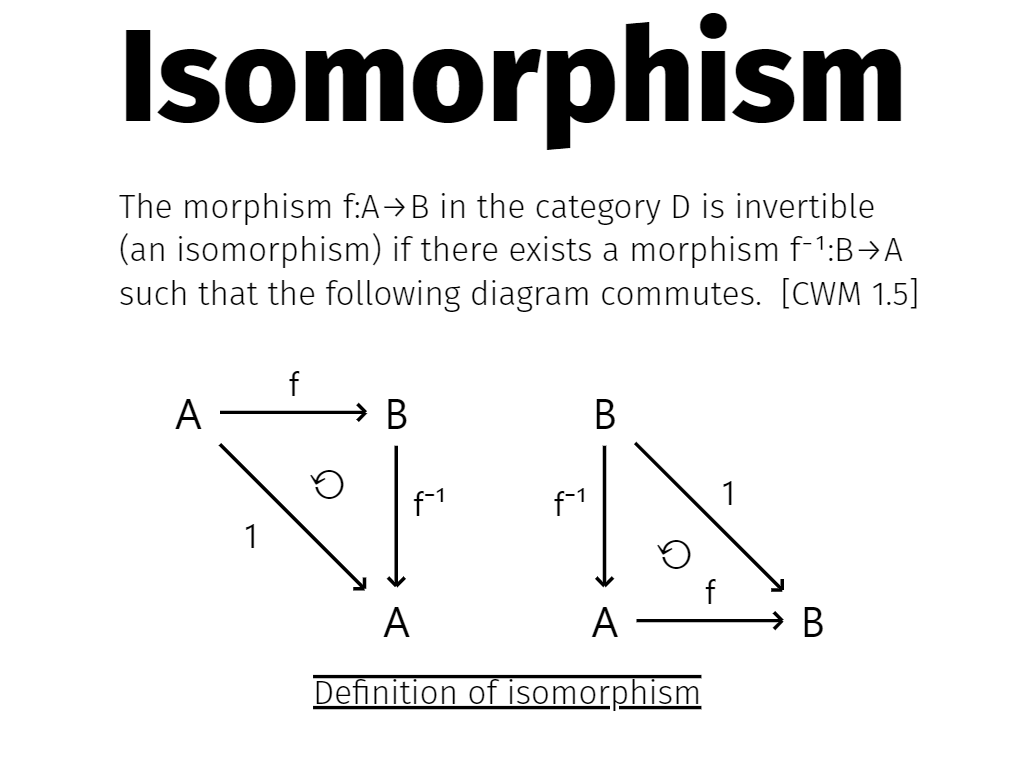 Isomorphism
The morphism f:A→B in the category D is invertible
(an isomorphism) if there exists a morphism f⁻¹:B→A
such that the following diagram commutes. [CWM 1.5]
f
A B
f⁻¹
1
A
B
f⁻¹
1
f
A B
Definition of isomorphism